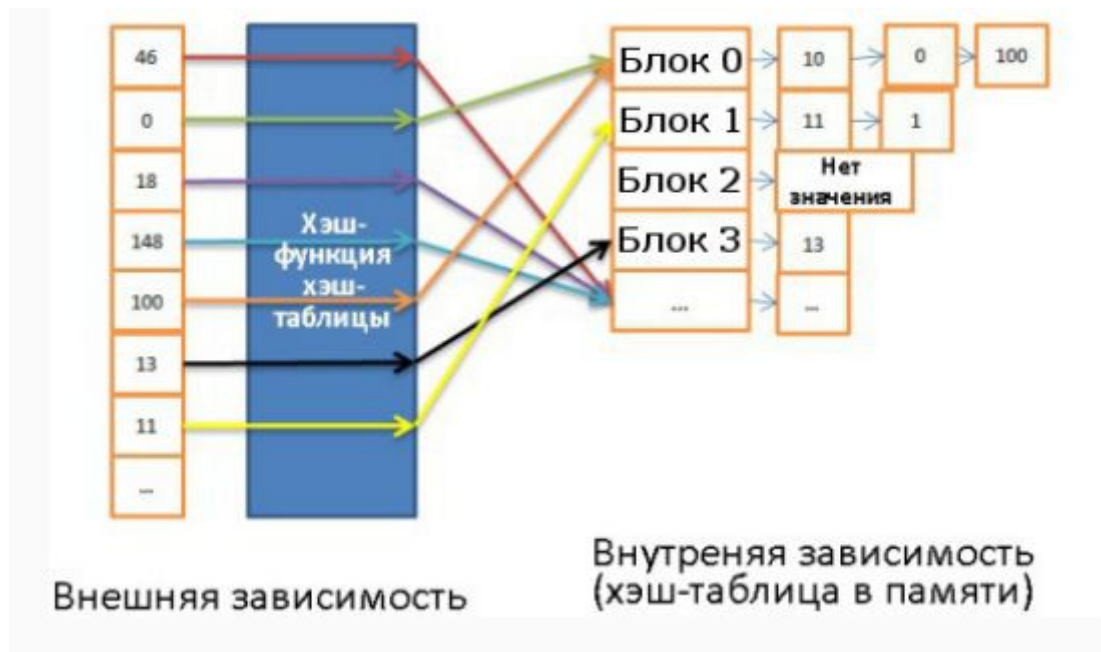 46
0
18
148
100
13
11
...
Хэш-
функция
хэш-
таблицы
Блок 0
10
0
100
Блок 1
11
1
Блок 2
Нет
значения
Блок 3
13
...
...
Внешняя зависимость
Внутреняя зависимость
(хэш-таблица в памяти)